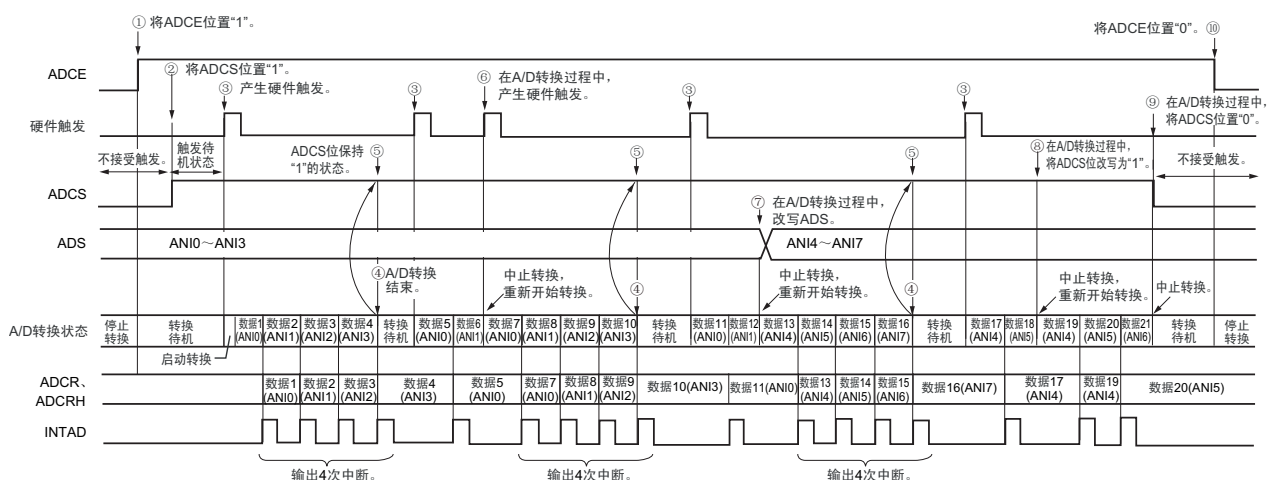 ① 将ADCE位置“1”。
将ADCE位置“0”。⑩
ADCE
② 将ADCS位置“1”。
③ 产生硬件触发。
③
⑥ 在A/D转换过程中，
产生硬件触发。
③
③
⑨ 在A/D转换过程中，
将ADCS位置“0”。
硬件触发
不接受触发。
触发待
机状态
ADCS位保持
“1”的状态。
⑤
⑤
⑤
⑧ 在A/D转换过程中，
将ADCS位改写为“1”。
不接受触发。
ADCS
⑦ 在A/D转换过程中，
改写ADS。
ADS
ANI0～ANI3
ANI4～ANI7
④A/D转换
结束。
中止转换，
重新开始转换。
④
中止转换，
重新开始转换。
④
中止转换，
重新开始转换。
中止转换。
A/D转换状态
停止
转换
转换
待机
启动转换
数据1
(ANI0)
数据2
(ANI1)
数据3
(ANI2)
数据4
(ANI3)
转换
待机
数据5
(ANI0)
数据6
(ANI1)
数据7
(ANI0)
数据8
(ANI1)
数据9
(ANI2)
数据10
(ANI3)
转换
待机
数据11
(ANI0)
数据12
(ANI1)
数据13
(ANI4)
数据14
(ANI5)
数据15
(ANI6)
数据16
(ANI7)
转换
待机
数据17
(ANI4)
数据18
(ANI5)
数据19
(ANI4)
数据20
(ANI5)
数据21
(ANI6)
转换
待机
停止
转换
ADCR、
ADCRH
数据1
(ANI0)
数据2
(ANI1)
数据3
(ANI2)
数据4
(ANI3)
数据5
(ANI0)
数据7
(ANI0)
数据8
(ANI1)
数据9
(ANI2)
数据10(ANI3)
数据11(ANI0)
数据13
(ANI4)
数据14
(ANI5)
数据15
(ANI6)
数据16(ANI7)
数据17
(ANI4)
数据19
(ANI4)
数据20(ANI5)
INTAD
输出4次中断。
输出4次中断。
输出4次中断。